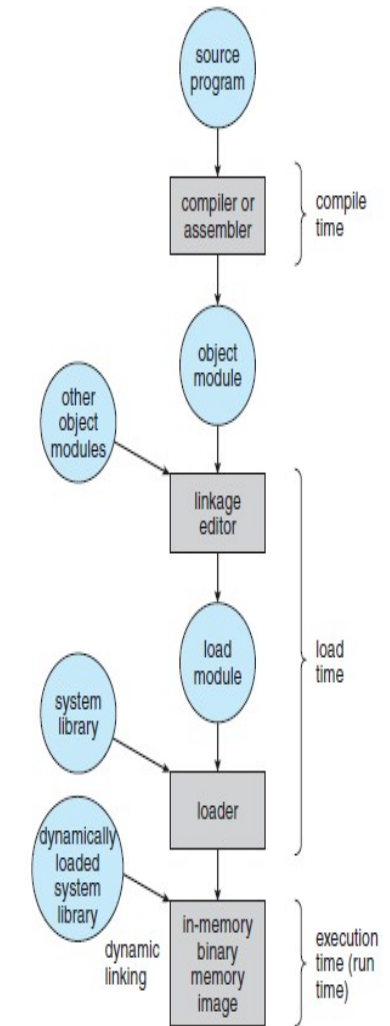 source
program
compiler or
assembler
compile
time
object
module
other
object
modules
linkage
editor
load
module
load
time
system
library
loader
dynamically
loaded
system
library
dynamic
linking
in-memory
binary
memory
image
execution
time (run
time)